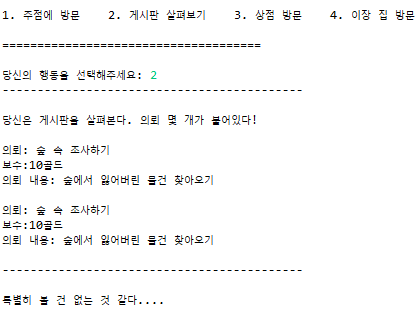 1. 주점에 방문    2. 게시판 살펴보기    3. 상점 방문    4. 이장 집 방문
=====================================
당신의 행동을 선택해주세요: 2
-------------------------------------------
당신은 게시판을 살펴본다. 의뢰 몇 개가 붙어있다!
의뢰: 숲 속 조사하기
보수:10골드
의뢰 내용: 숲에서 잃어버린 물건 찾아오기
의뢰: 숲 속 조사하기
보수:10골드
의뢰 내용: 숲에서 잃어버린 물건 찾아오기
-------------------------------------------
특별히 볼 건 없는 것 같다....